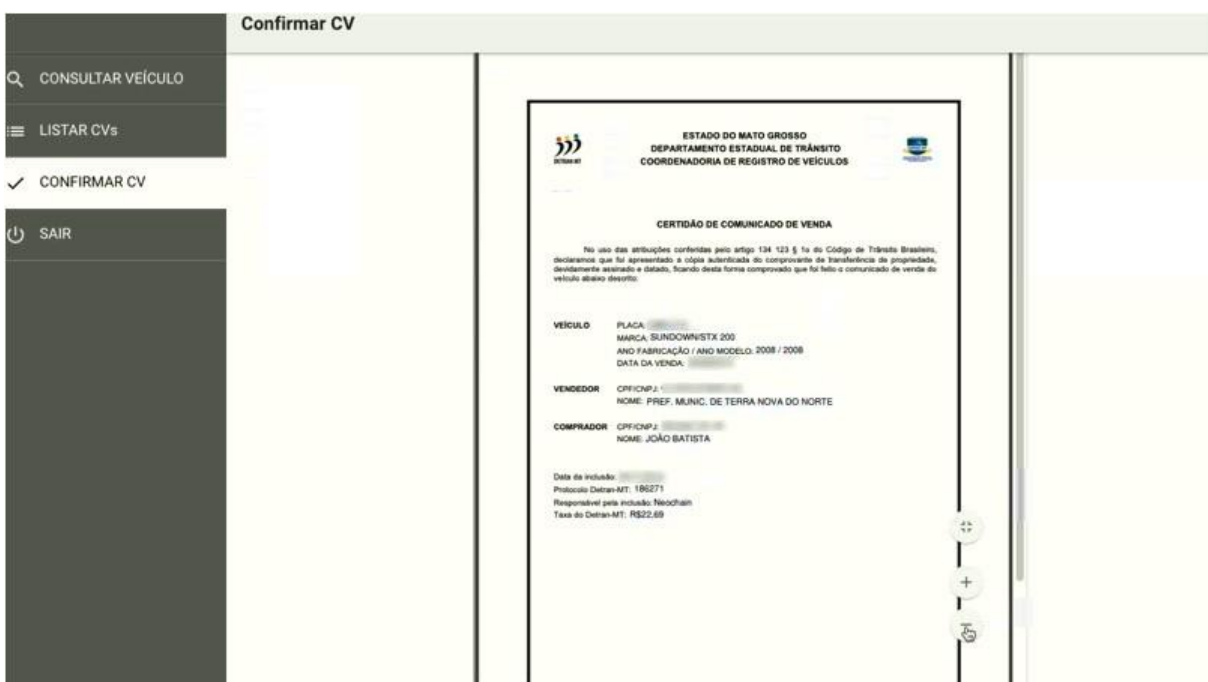 Confirmar CV
CONSULTAR VEÍCULO
LISTAR CVs
CONFIRMAR CV
SAIR
DETRAN-MT
ESTADO DO MATO GROSSO
DEPARTAMENTO ESTADUAL DE TRÂNSITO
COORDENADORIA DE REGISTRO DE VEÍCULOS
CERTIDÃO DE COMUNICADO DE VENDA
No uso das atribuições conferidas pelo artigo 134 123 § 1o do Código de Trânsito Brasileiro,
declaramos que foi apresentado a cópia autenticada do comprovante de transferência de propriedade,
devidamente assinado e datado, ficando desta forma comprovado que foi feito o comunicado de venda do
veículo abaixo descrito:
VEÍCULO PLACA:
MARCA: SUNDOWN/STX 200
ANO FABRICAÇÃO / ANO MODELO: 2008 / 2008
DATA DA VENDA:
VENDEDOR CPF/CNPJ:
NOME: PREF. MUNIC. DE TERRA NOVA DO NORTE
COMPRADOR CPF/CNPJ:
NOME: JOÃO BATISTA
Data da inclusão:
Protocolo Detran-MT: 186271
Responsável pela inclusão: Neochain
Taxa do Detran-MT: R$22,69